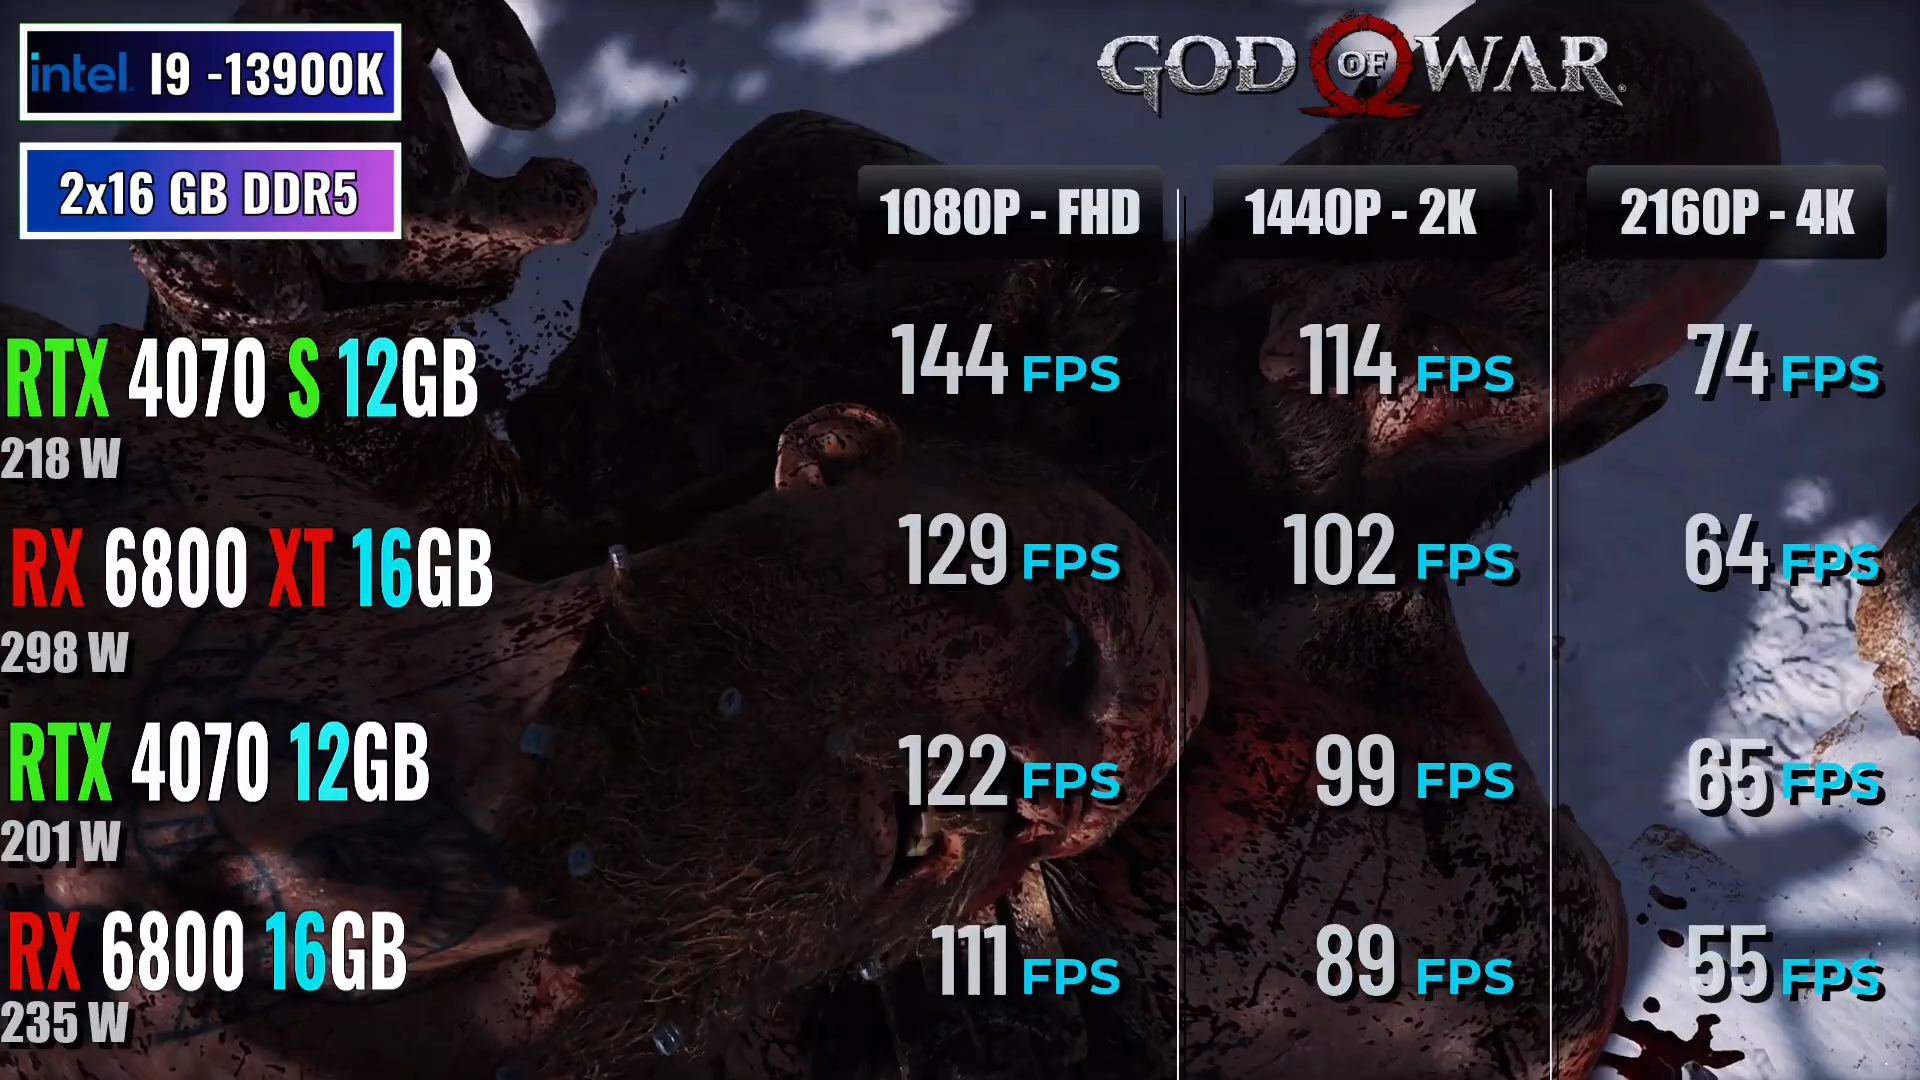 intel. I9 -13900K
2x16 GB DDR5
GOD OF WAR
1080P - FHD 1440P - 2K 2160P - 4K
RTX 4070 S 12GB 144 FPS 114 FPS 74 FPS
218 W
RX 6800 XT 16GB 129 FPS 102 FPS 64 FPS
298 W
RTX 4070 12GB 122 FPS 99 FPS 65 FPS
201 W
RX 6800 16GB 111 FPS 89 FPS 55 FPS
235 W